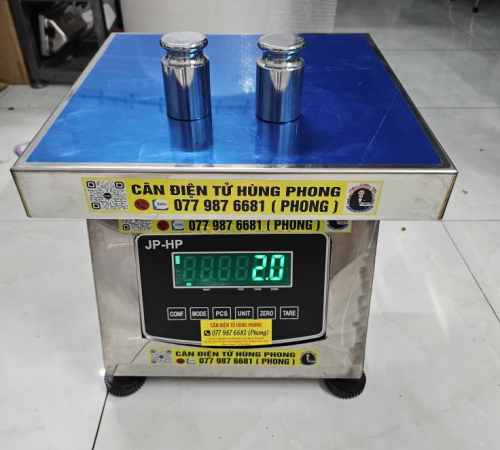 CÂN ĐIỆN TỬ HÙNG PHONG
077 987 6681 ( PHONG )
077 987 6681 ( PHONG )
JP-HP
2.0
CONF MODE PCS UNIT ZERO TARE
CÂN ĐIỆN TỬ HÙNG PHONG
077 987 6681 (Phong)
CÂN ĐIỆN TỬ HÙNG PHONG
077 987 6681 ( PHONG )